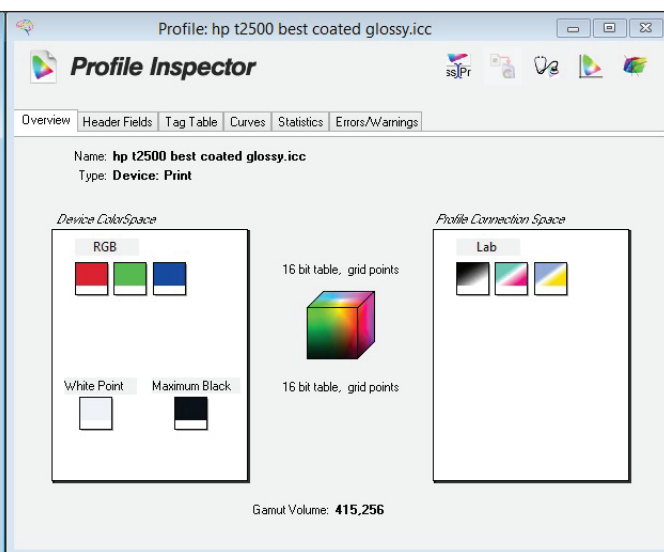 Profile: hp t2500 best coated glossy.icc
Profile Inspector
ss|Pr
Overview Header Fields Tag Table Curves Statistics Errors/Warnings
Name: hp t2500 best coated glossy.icc
Type: Device: Print
Device ColorSpace
Profile Connection Space
RGB
Lab
16 bit table, grid points
White Point Maximum Black
16 bit table, grid points
Gamut Volume: 415,256